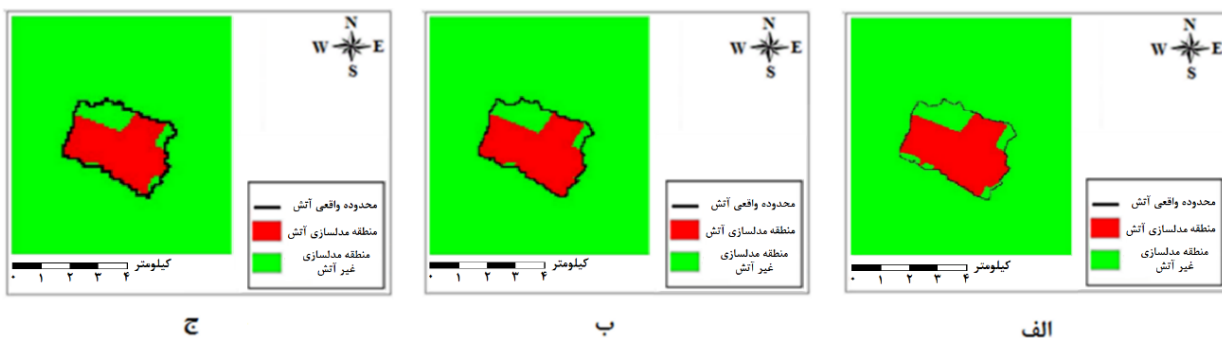 N
W E
S
محدوده واقعی آتش
منطقه مدلسازی آتش
منطقه مدلسازی
غیر آتش
کیلومتر
۰ ۱ ۲ ۳ ۴
الف
N
W E
S
محدوده واقعی آتش
منطقه مدلسازی آتش
منطقه مدلسازی
غیر آتش
کیلومتر
۰ ۱ ۲ ۳ ۴
ب
N
W E
S
محدوده واقعی آتش
منطقه مدلسازی آتش
منطقه مدلسازی
غیر آتش
کیلومتر
۰ ۱ ۲ ۳ ۴
ج